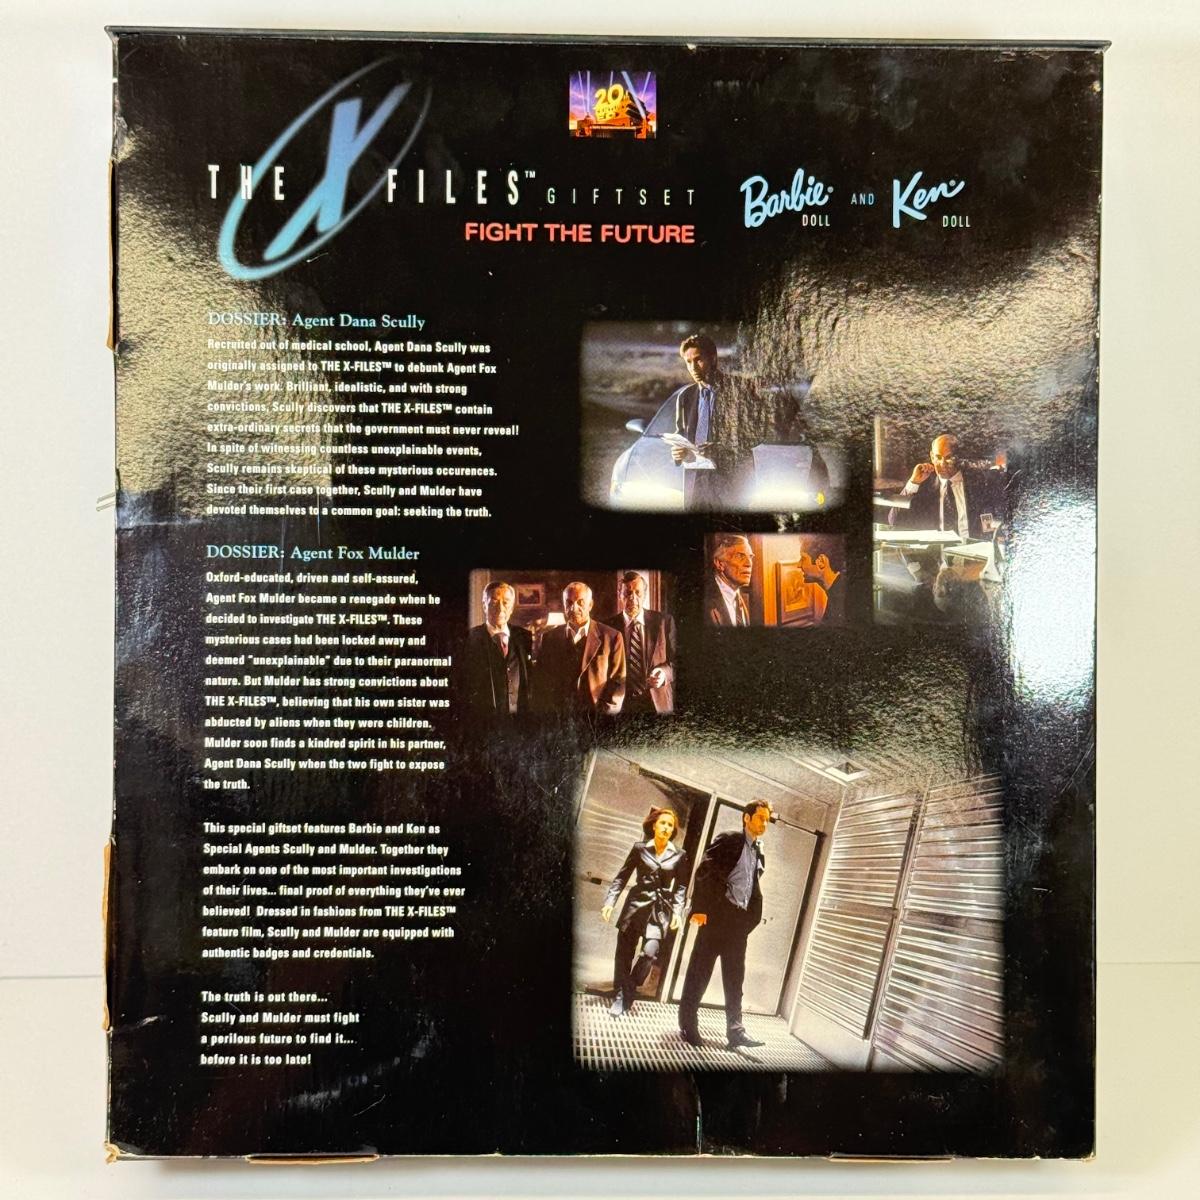 20
THE X FILES™ GIFTSET
FIGHT THE FUTURE
Barbie® DOLL AND Ken® DOLL
DOSSIER: Agent Dana Scully
Recruited out of medical school, Agent Dana Scully was
originally assigned to THE X-FILES™ to debunk Agent Fox
Mulder's work. Brilliant, idealistic, and with strong
convictions, Scully discovers that THE X-FILES™ contain
extra-ordinary secrets that the government must never reveal!
In spite of witnessing countless unexplainable events,
Scully remains skeptical of these mysterious occurences.
Since their first case together, Scully and Mulder have
devoted themselves to a common goal: seeking the truth.
DOSSIER: Agent Fox Mulder
Oxford-educated, driven and self-assured,
Agent Fox Mulder became a renegade when he
decided to investigate THE X-FILES™. These
mysterious cases had been locked away and
deemed "unexplainable" due to their paranormal
nature. But Mulder has strong convictions about
THE X-FILES™, believing that his own sister was
abducted by aliens when they were children.
Mulder soon finds a kindred spirit in his partner,
Agent Dana Scully when the two fight to expose
the truth.
This special giftset features Barbie and Ken as
Special Agents Scully and Mulder. Together they
embark on one of the most important investigations
of their lives... final proof of everything they've ever
believed! Dressed in fashions from THE X-FILES™
feature film, Scully and Mulder are equipped with
authentic badges and credentials.
The truth is out there...
Scully and Mulder must fight
a perilous future to find it...
before it is too late!